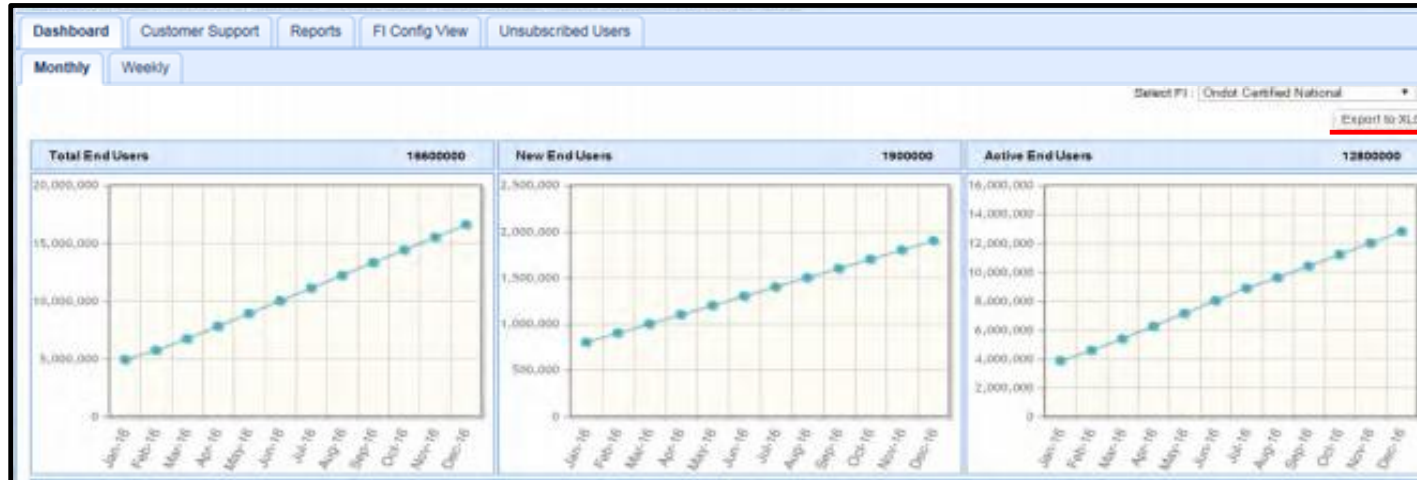 Dashboard Customer Support Reports FI Config View Unsubscribed Users
Monthly Weekly
Select FI : Ondot Certified National
Export to XLS
Total End Users 16600000
20,000,000
15,000,000
10,000,000
5,000,000
0
Jan-16 Feb-16 Mar-16 Apr-16 May-16 Jun-16 Jul-16 Aug-16 Sep-16 Oct-16 Nov-16 Dec-16
New End Users 1900000
2,500,000
2,000,000
1,500,000
1,000,000
500,000
0
Jan-16 Feb-16 Mar-16 Apr-16 May-16 Jun-16 Jul-16 Aug-16 Sep-16 Oct-16 Nov-16 Dec-16
Active End Users 12800000
16,000,000
14,000,000
12,000,000
10,000,000
8,000,000
6,000,000
4,000,000
2,000,000
0
Jan-16 Feb-16 Mar-16 Apr-16 May-16 Jun-16 Jul-16 Aug-16 Sep-16 Oct-16 Nov-16 Dec-16